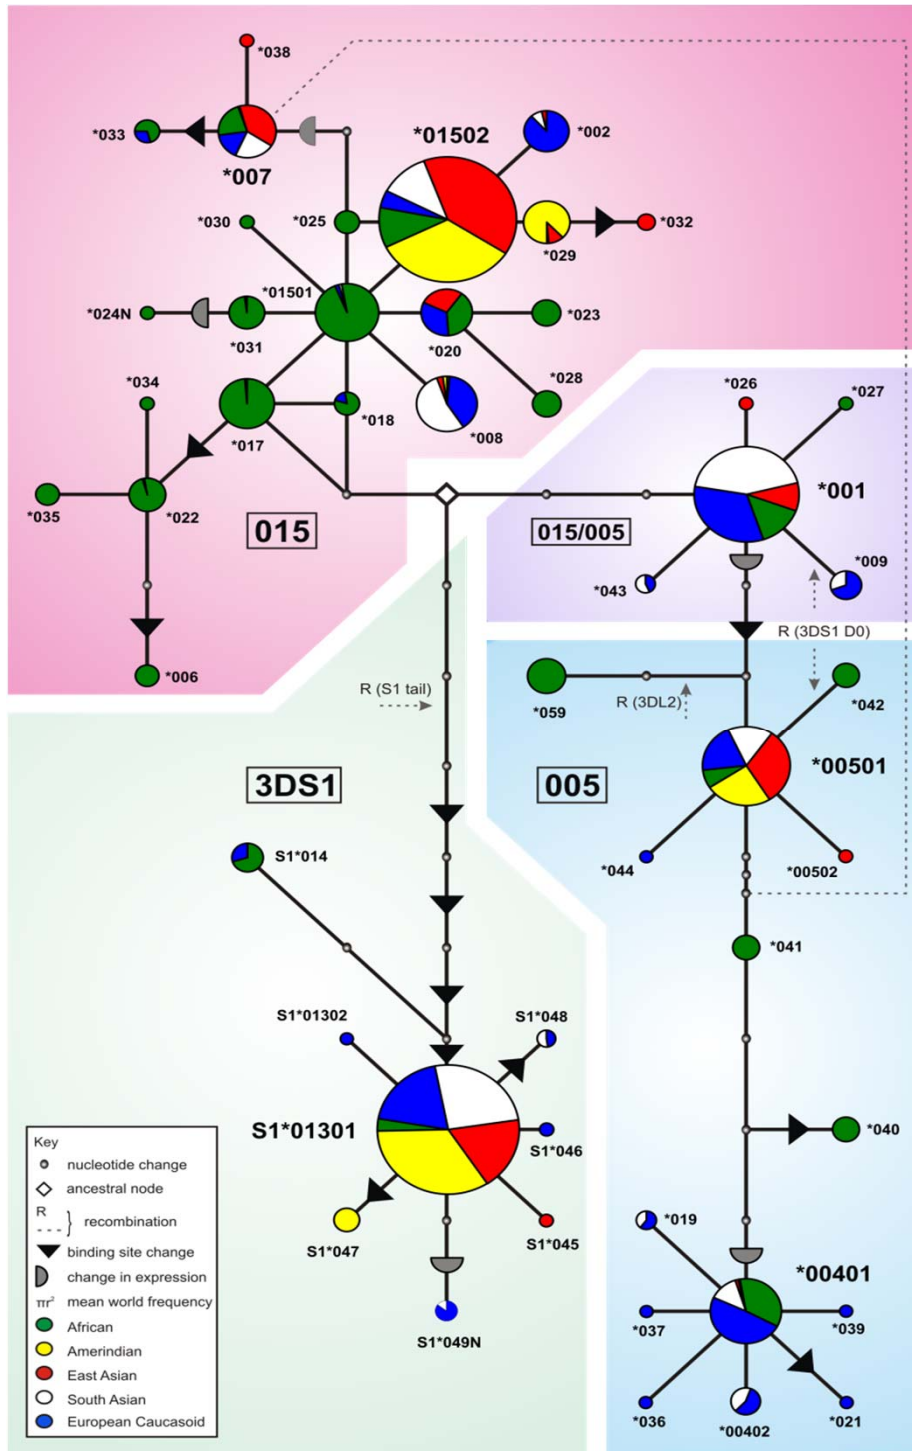 *038
*033
*007
*01502
*002
*030
*025
*029
*032
*01501
*024N
*031
*020
*023
*034
*028
*026
*027
*017
*018
*008
*001
*035
*022
015
015/005
*009
*043
R (3DS1 D0)
*006
R (S1 tail)
*059
R (3DL2)
*042
3DS1
005
*00501
S1*014
*044
*00502
*041
S1*01302
S1*048
S1*01301
S1*046
*040
S1*047
S1*045
*019
*00401
S1*049N
*037
*039
*036
*00402
*021
Key
nucleotide change
ancestral node
R
} recombination
binding site change
change in expression
πr² mean world frequency
African
Amerindian
East Asian
South Asian
European Caucasoid